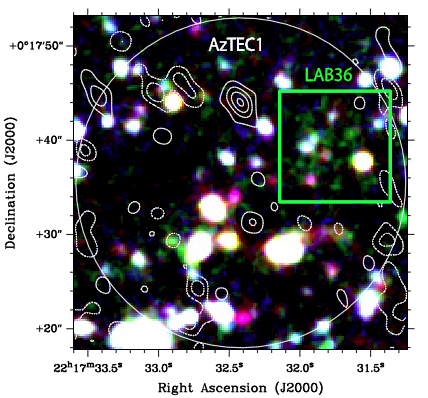 AzTEC1
LAB36
+0°17'50"
+40"
+30"
+20"
Declination (J2000)
22ʰ17ᵐ33.5ˢ 33.0ˢ 32.5ˢ 32.0ˢ 31.5ˢ
Right Ascension (J2000)